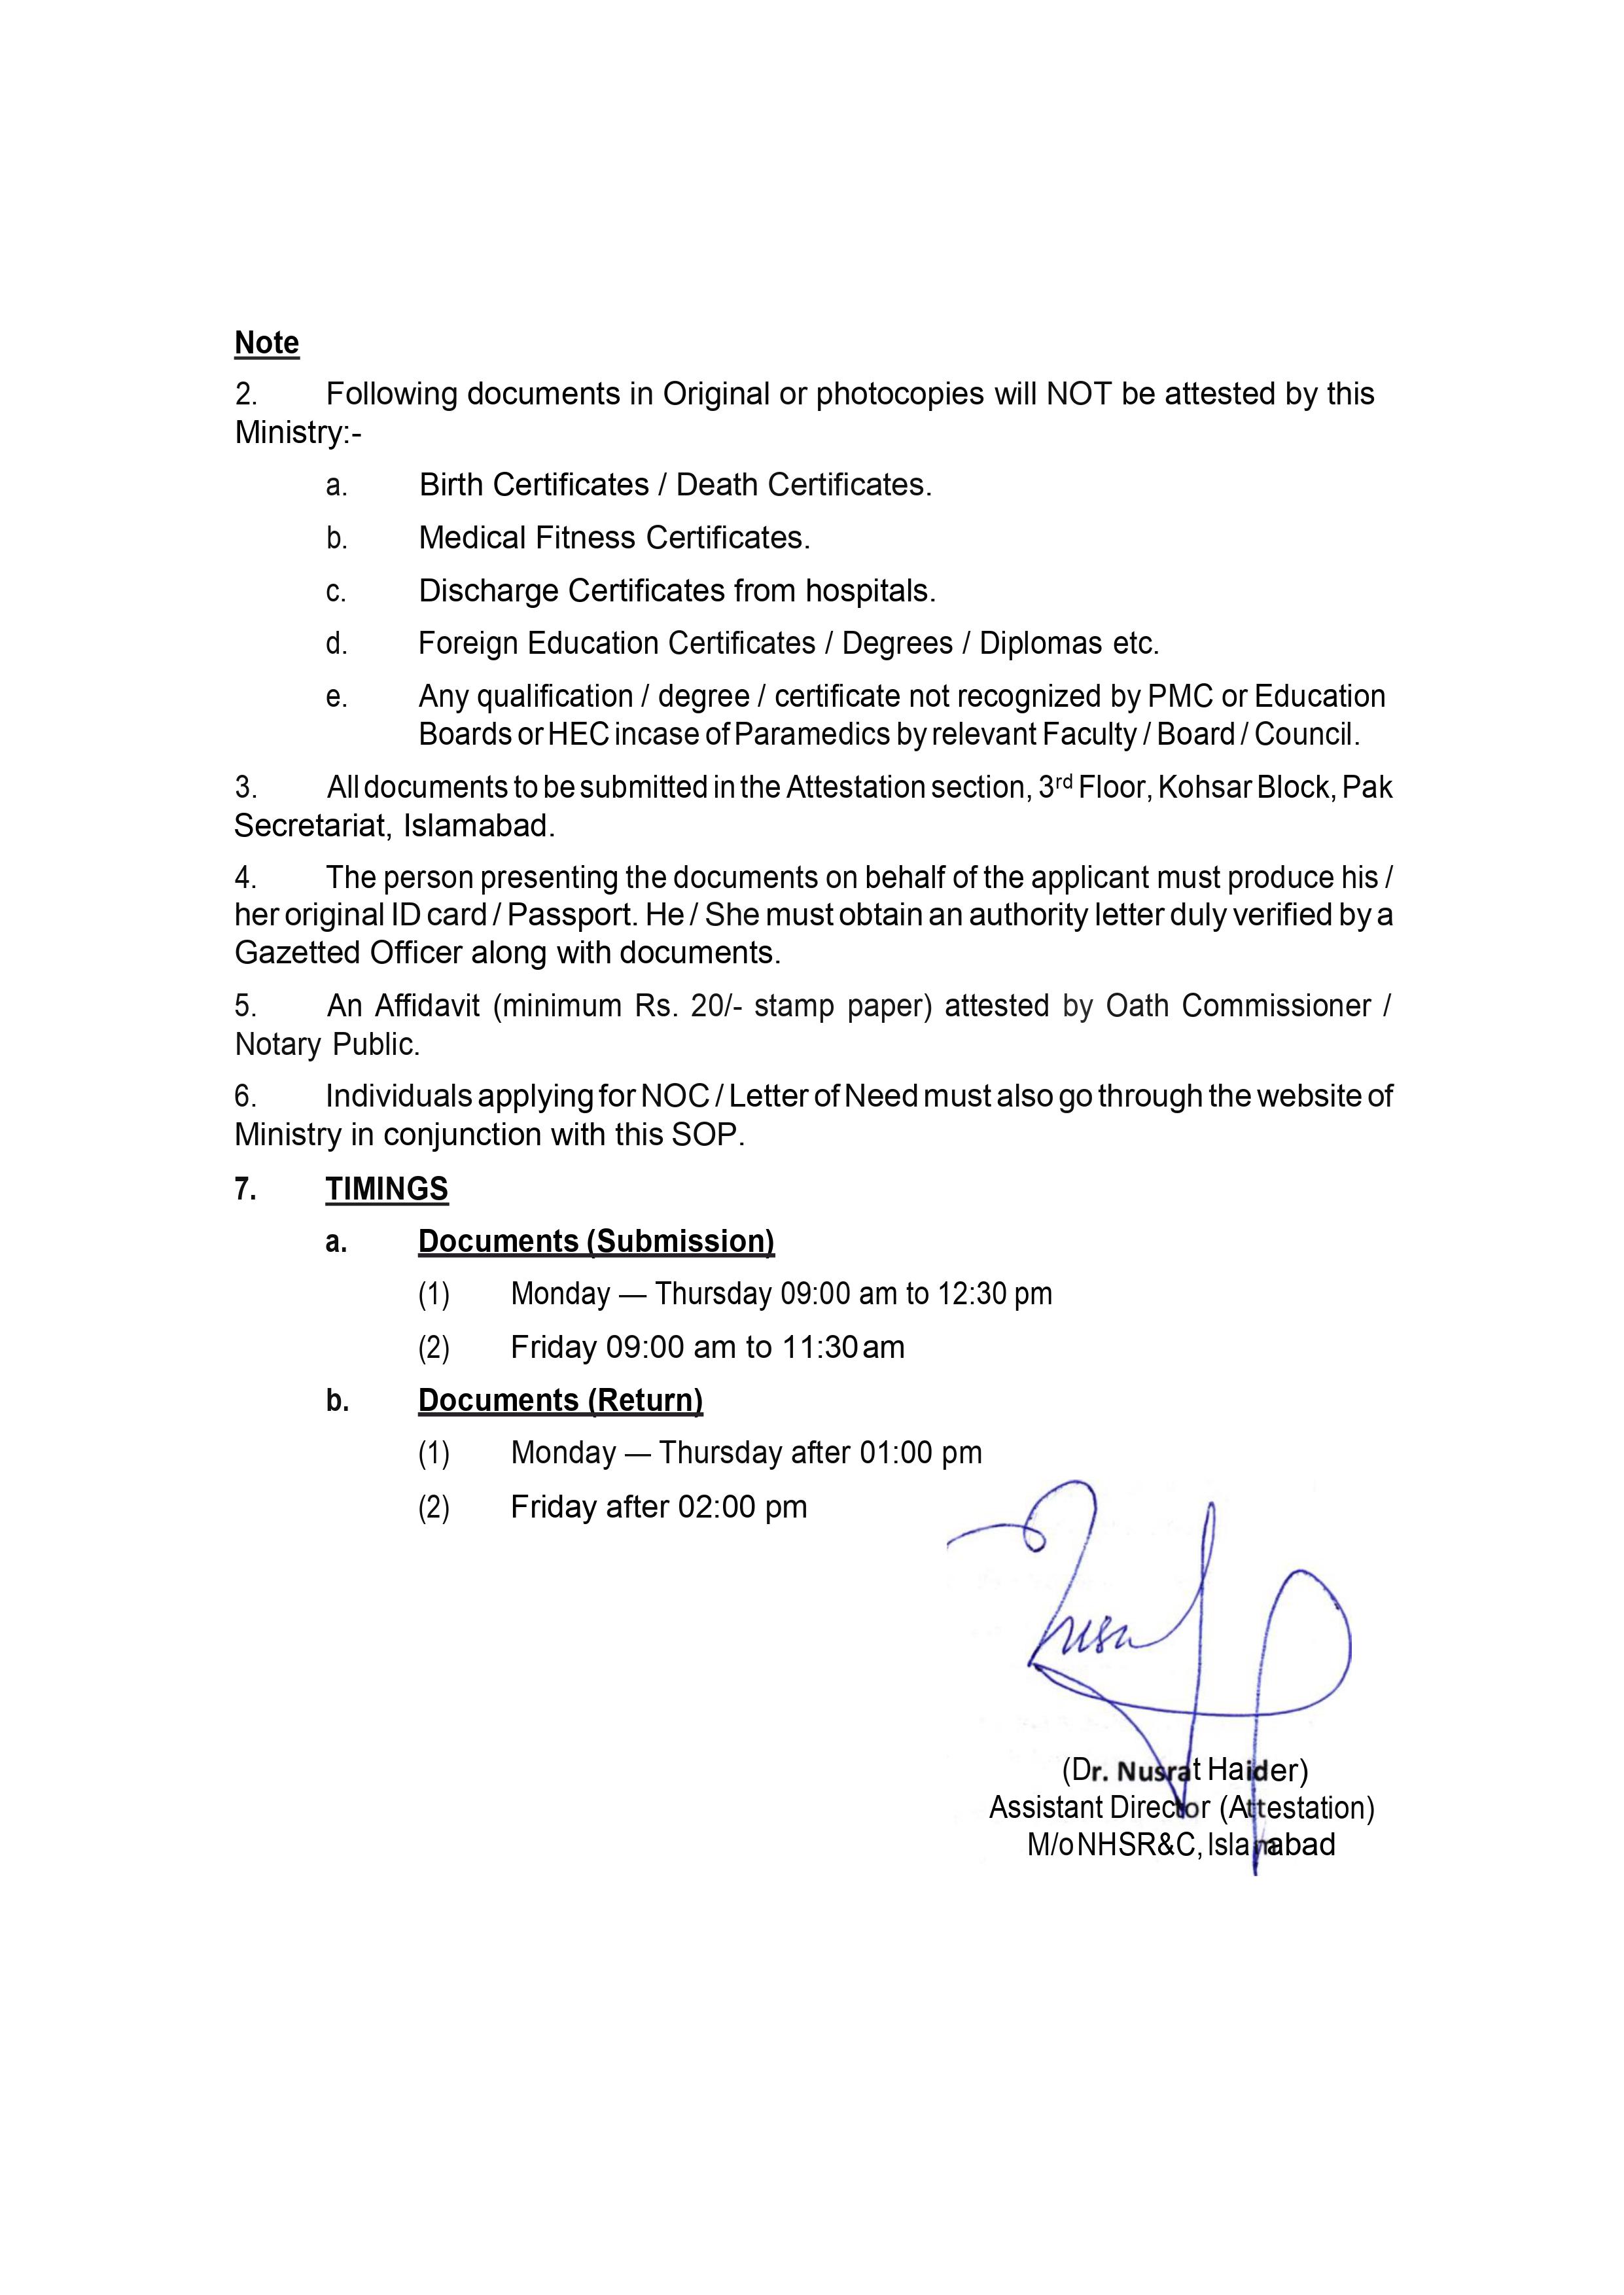 Note
2. Following documents in Original or photocopies will NOT be attested by this
Ministry:-
a. Birth Certificates / Death Certificates.
b. Medical Fitness Certificates.
c. Discharge Certificates from hospitals.
d. Foreign Education Certificates / Degrees / Diplomas etc.
e. Any qualification / degree / certificate not recognized by PMC or Education
Boards or HEC incase of Paramedics by relevant Faculty / Board / Council.
3. All documents to be submitted in the Attestation section, 3rd Floor, Kohsar Block, Pak
Secretariat, Islamabad.
4. The person presenting the documents on behalf of the applicant must produce his /
her original ID card / Passport. He / She must obtain an authority letter duly verified by a
Gazetted Officer along with documents.
5. An Affidavit (minimum Rs. 20/- stamp paper) attested by Oath Commissioner /
Notary Public.
6. Individuals applying for NOC / Letter of Need must also go through the website of
Ministry in conjunction with this SOP.
7. TIMINGS
a. Documents (Submission)
(1) Monday — Thursday 09:00 am to 12:30 pm
(2) Friday 09:00 am to 11:30 am
b. Documents (Return)
(1) Monday — Thursday after 01:00 pm
(2) Friday after 02:00 pm
(Dr. Nusrat Haider)
Assistant Director (Attestation)
M/o NHSR&C, Islamabad